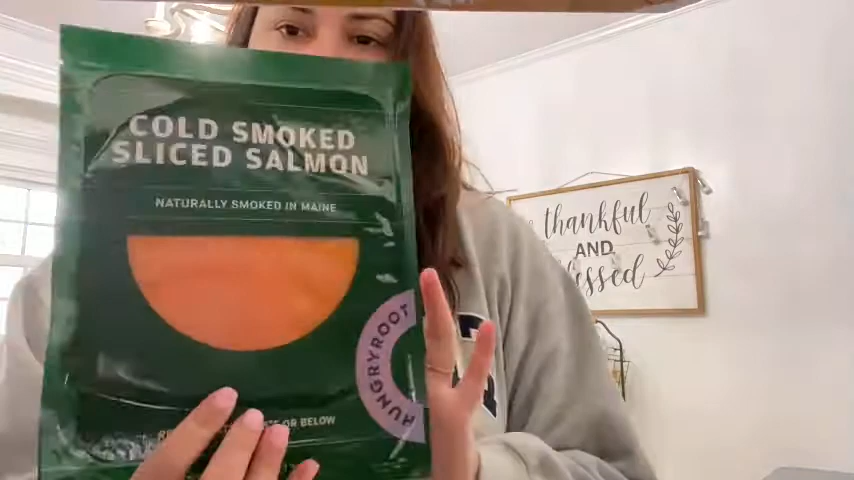 COLD SMOKED
SLICED SALMON
NATURALLY SMOKED IN MAINE
HUNGRYROOT
OR BELOW
thankful
AND
blessed